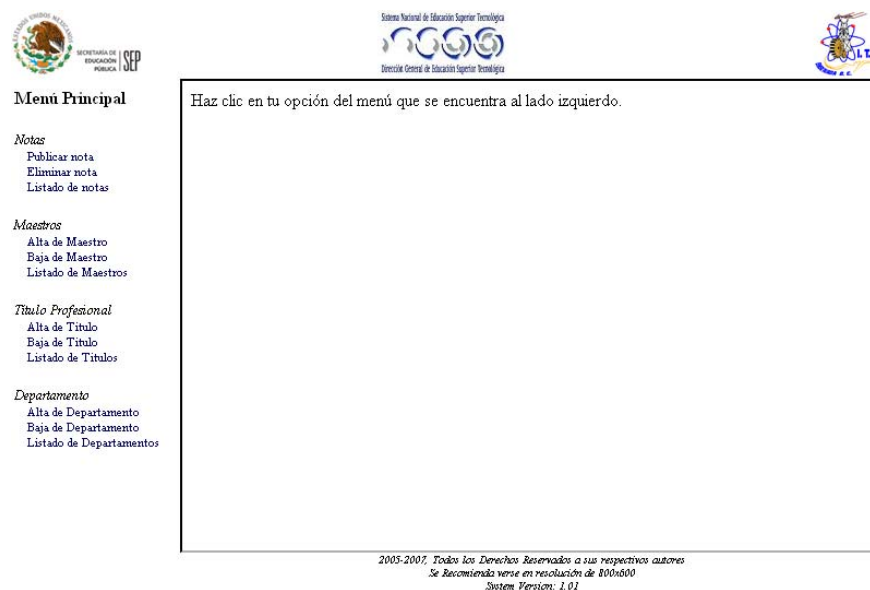 SECRETARÍA DE
EDUCACIÓN
PÚBLICA
SEP
Sistema Nacional de Educación Superior Tecnológica
Dirección General de Educación Superior Tecnológica
Menú Principal
Haz clic en tu opción del menú que se encuentra al lado izquierdo.
Notas
Publicar nota
Eliminar nota
Listado de notas
Maestros
Alta de Maestro
Baja de Maestro
Listado de Maestros
Título Profesional
Alta de Título
Baja de Título
Listado de Títulos
Departamento
Alta de Departamento
Baja de Departamento
Listado de Departamentos
2005-2007, Todos los Derechos Reservados a sus respectivos autores
Se Recomienda verse en resolución de 800x600
System Version: 1.01